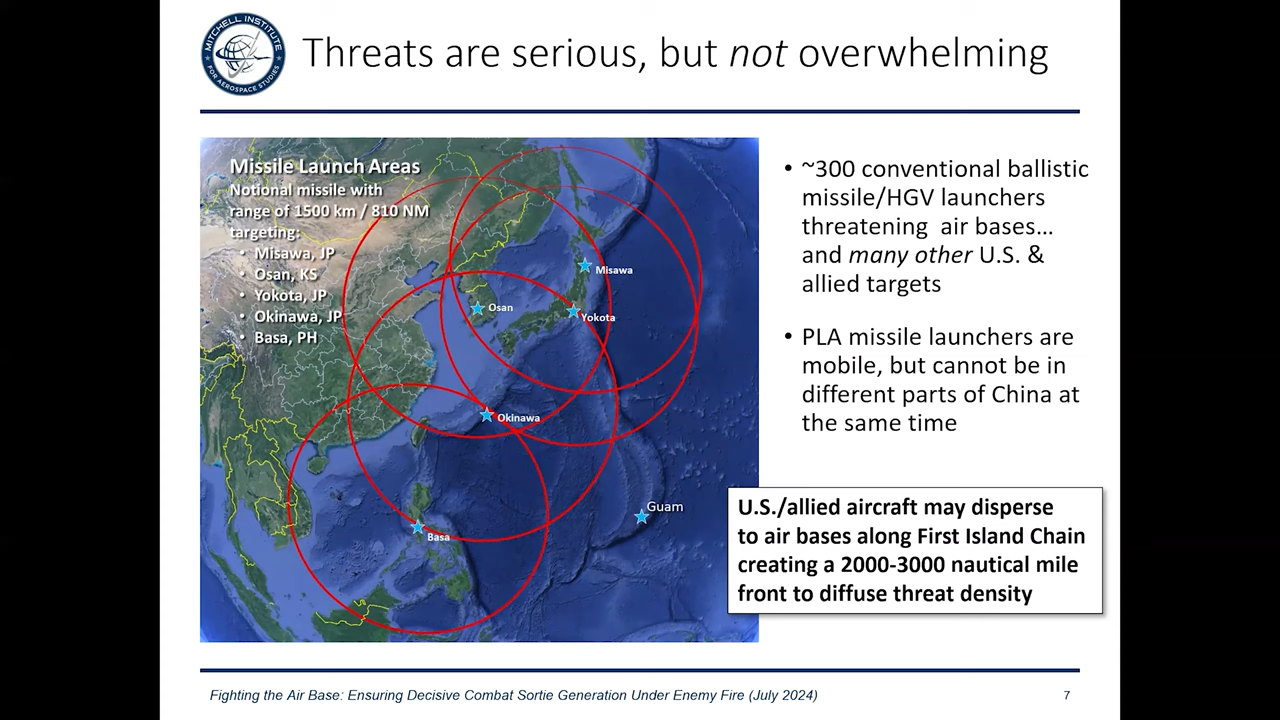 MITCHELL INSTITUTE
FOR AEROSPACE STUDIES
Threats are serious, but not overwhelming
Missile Launch Areas
Notional missile with
range of 1500 km / 810 NM
targeting:
• Misawa, JP
• Osan, KS
• Yokota, JP
• Okinawa, JP
• Basa, PH
Misawa
Osan
Yokota
Okinawa
Guam
Basa
• ~300 conventional ballistic
missile/HGV launchers
threatening air bases…
and many other U.S. &
allied targets
• PLA missile launchers are
mobile, but cannot be in
different parts of China at
the same time
U.S./allied aircraft may disperse
to air bases along First Island Chain
creating a 2000-3000 nautical mile
front to diffuse threat density
Fighting the Air Base: Ensuring Decisive Combat Sortie Generation Under Enemy Fire (July 2024)
7